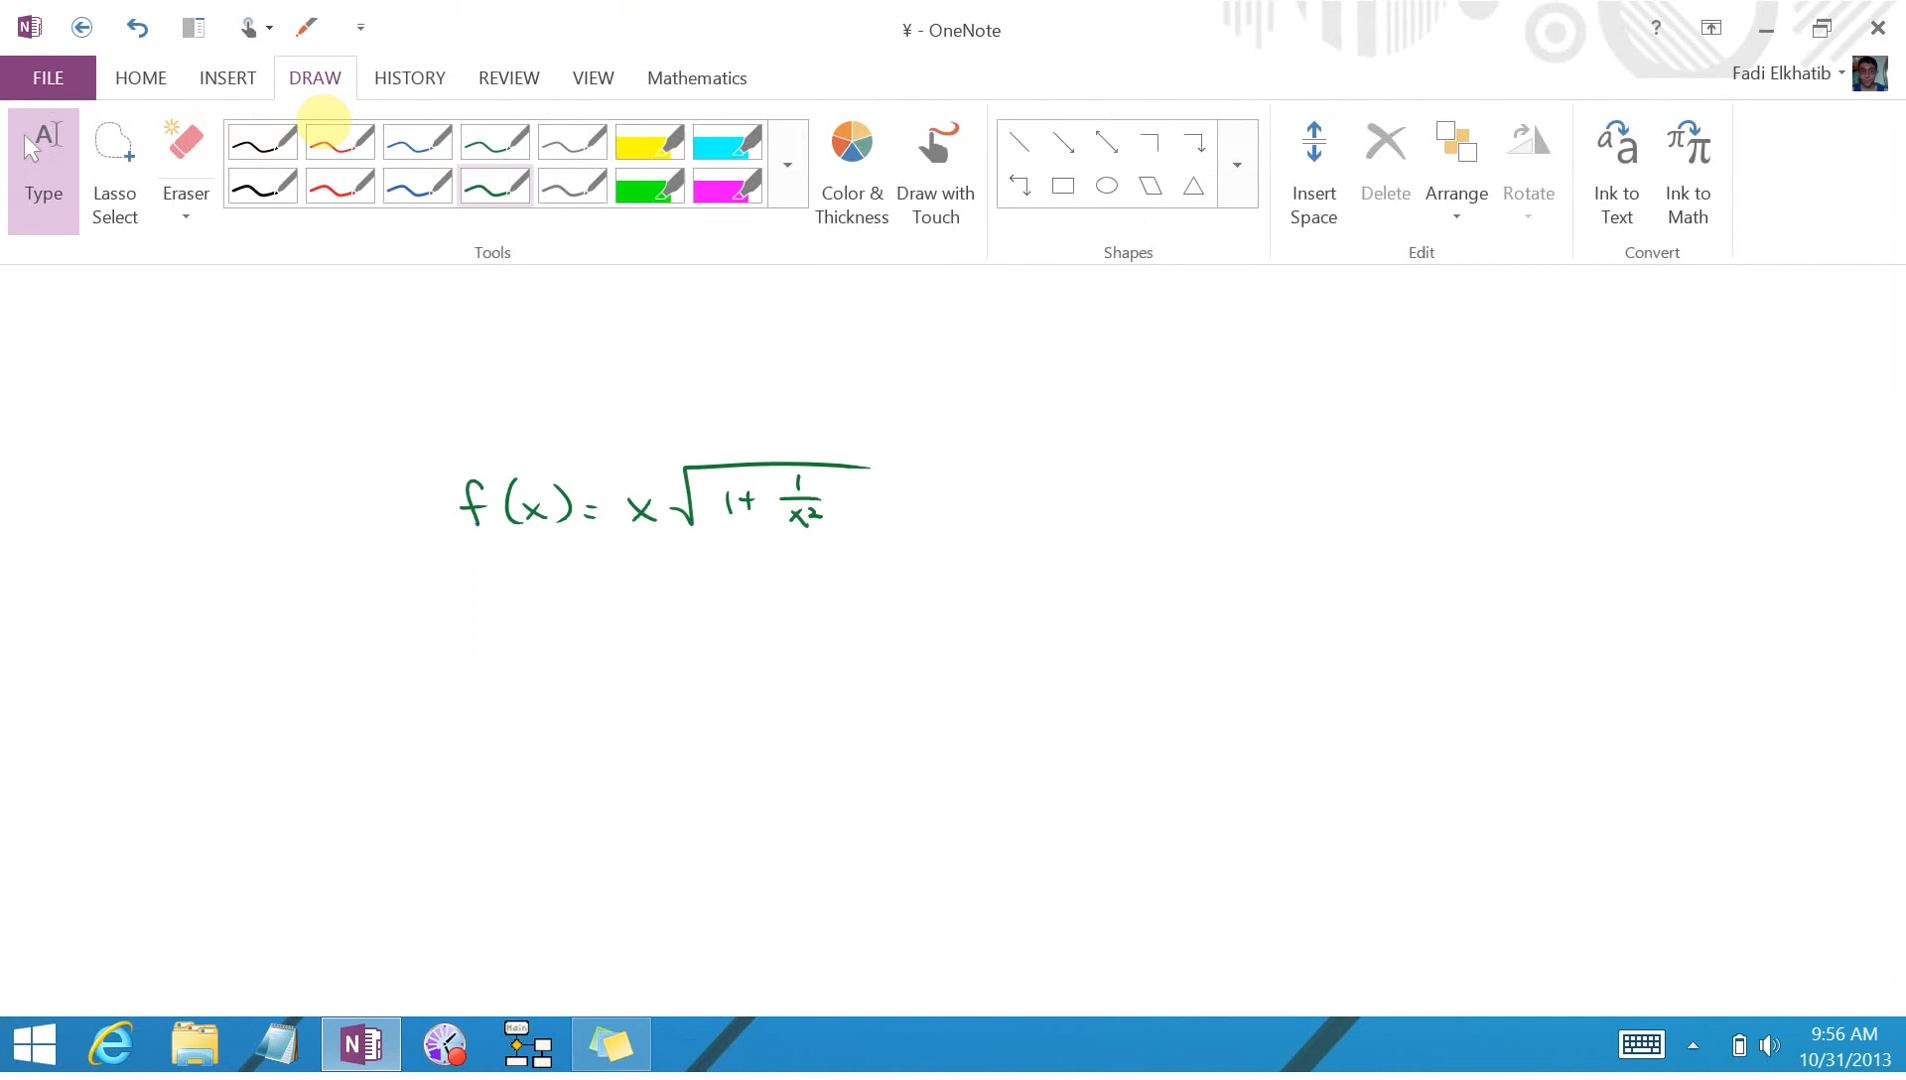 ¥ - OneNote
?
FILE HOME INSERT DRAW HISTORY REVIEW VIEW Mathematics
Fadi Elkhatib
Type
Lasso
Select
Eraser
Color &
Thickness
Draw with
Touch
Insert
Space
Delete
Arrange
Rotate
Ink to
Text
Ink to
Math
Tools
Shapes
Edit
Convert
f(x) = x√(1 + 1/x²)
Main
9:56 AM
10/31/2013